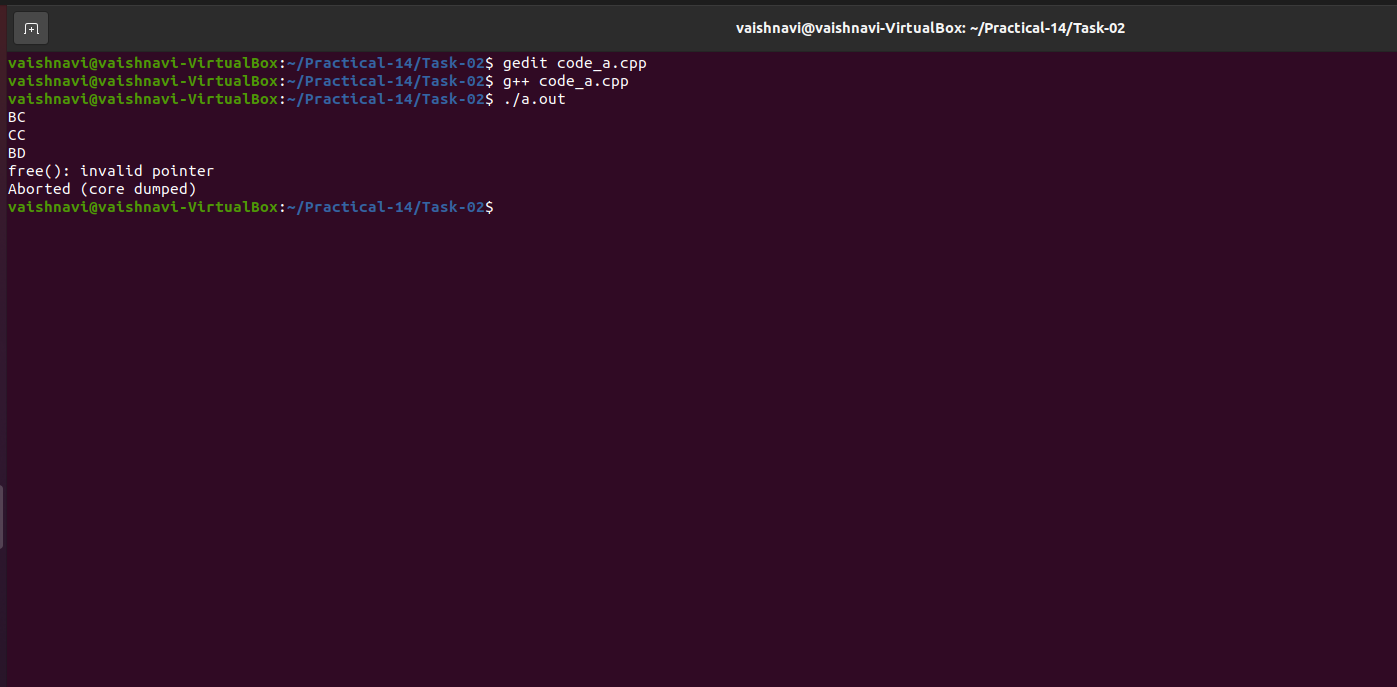 vaishnavi@vaishnavi-VirtualBox: ~/Practical-14/Task-02
vaishnavi@vaishnavi-VirtualBox:~/Practical-14/Task-02$ gedit code_a.cpp
vaishnavi@vaishnavi-VirtualBox:~/Practical-14/Task-02$ g++ code_a.cpp
vaishnavi@vaishnavi-VirtualBox:~/Practical-14/Task-02$ ./a.out
BC
CC
BD
free(): invalid pointer
Aborted (core dumped)
vaishnavi@vaishnavi-VirtualBox:~/Practical-14/Task-02$